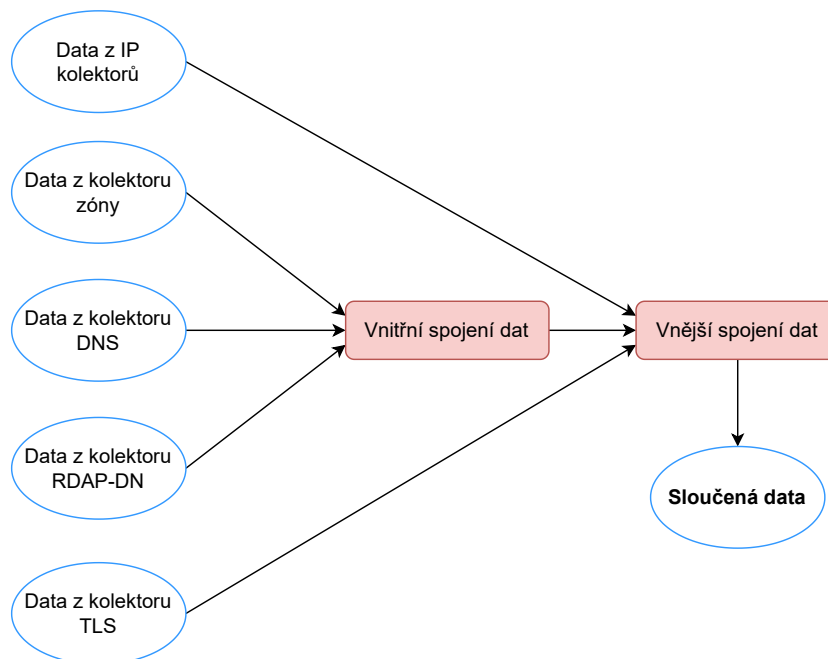 Data z IP
kolektorů
Data z kolektoru
zóny
Data z kolektoru
DNS
Vnitřní spojení dat
Vnější spojení dat
Data z kolektoru
RDAP-DN
Sloučená data
Data z kolektoru
TLS